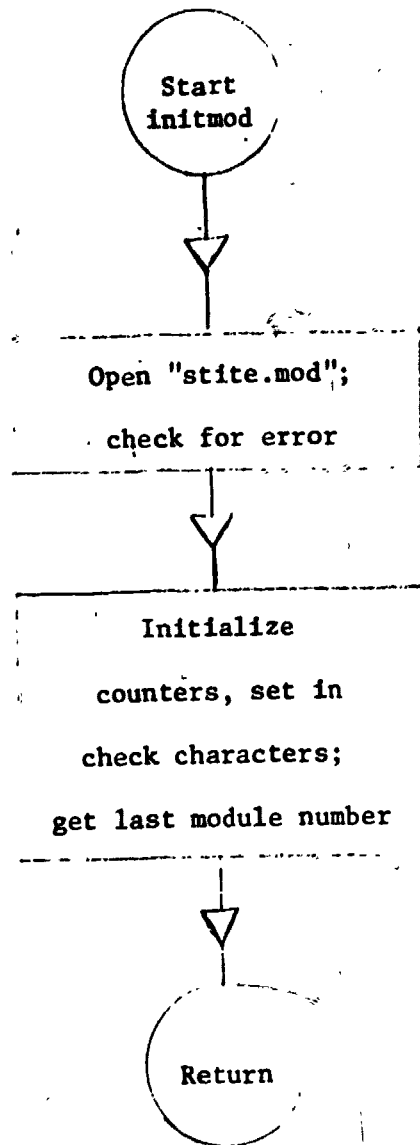 Start
initmod
Open "stite.mod";
check for error
Initialize
counters, set in
check characters;
get last module number
Return